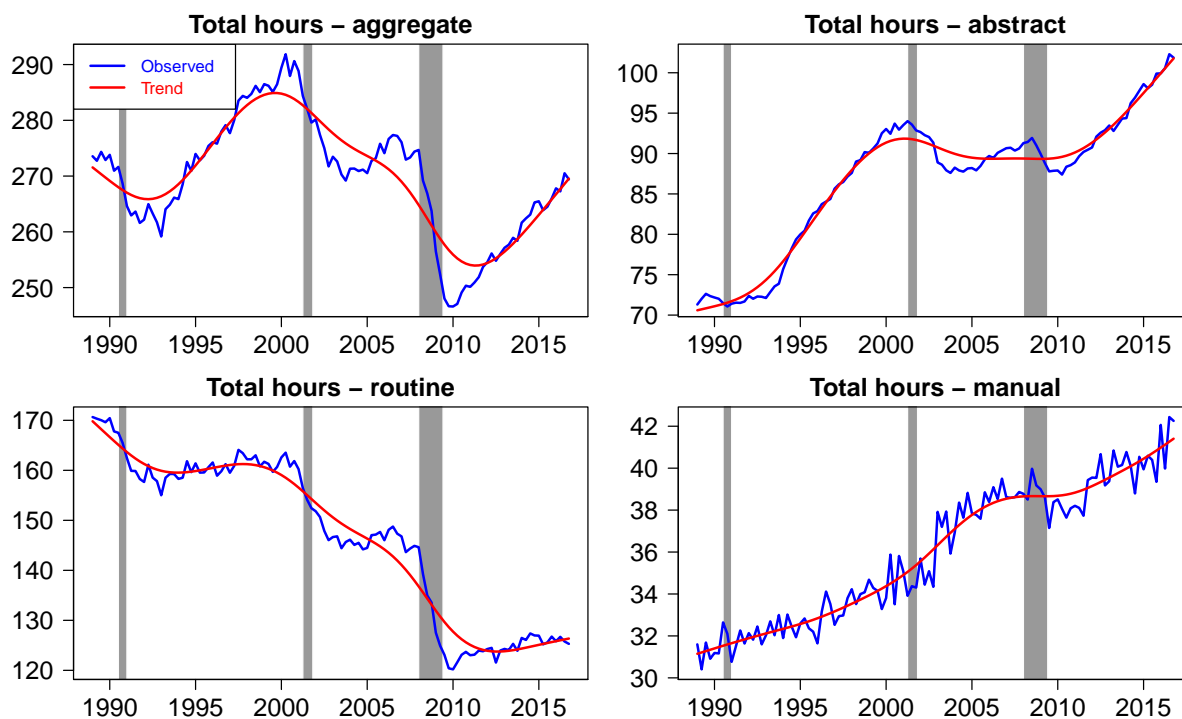 Total hours – aggregate
Observed
Trend
290
280
270
260
250
1990 1995 2000 2005 2010 2015
Total hours – abstract
100
95
90
85
80
75
70
1990 1995 2000 2005 2010 2015
Total hours – routine
170
160
150
140
130
120
1990 1995 2000 2005 2010 2015
Total hours – manual
42
40
38
36
34
32
30
1990 1995 2000 2005 2010 2015